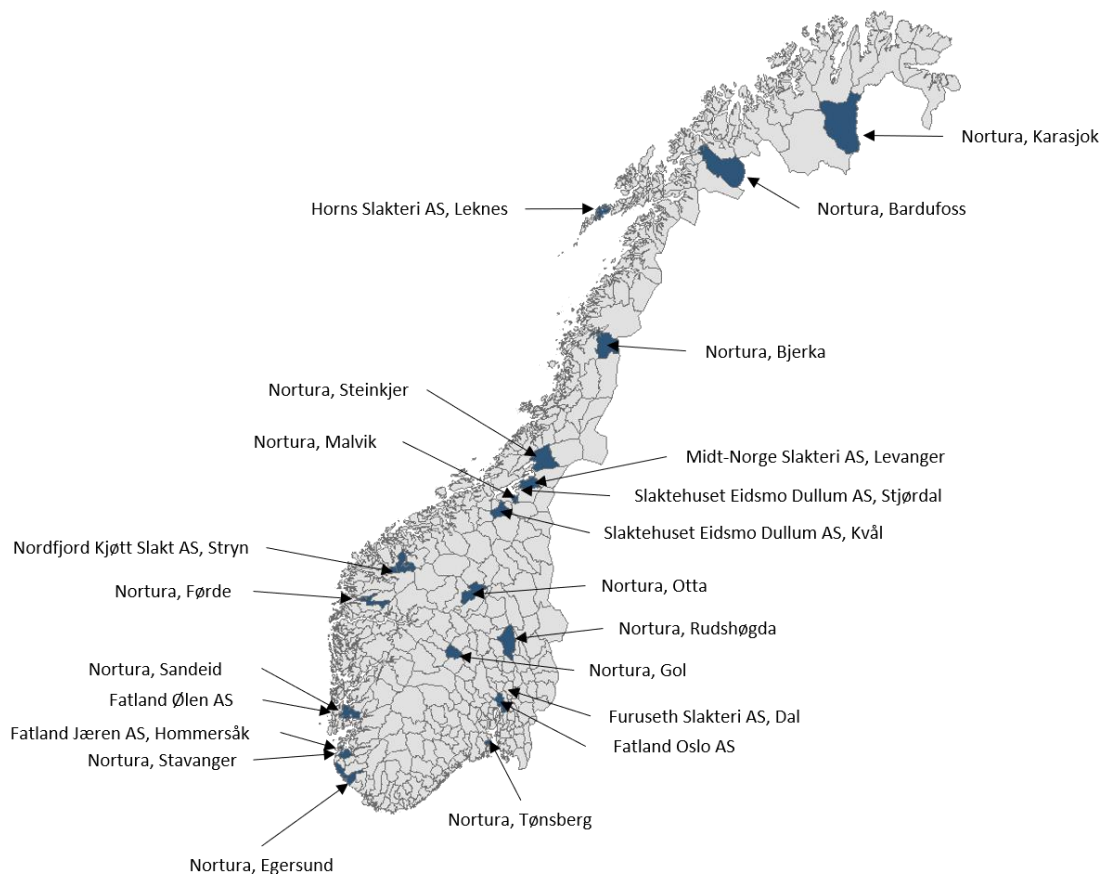 Nortura, Karasjok
Horns Slakteri AS, Leknes
Nortura, Bardufoss
Nortura, Bjerka
Nortura, Steinkjer
Nortura, Malvik
Midt-Norge Slakteri AS, Levanger
Slaktehuset Eidsmo Dullum AS, Stjørdal
Slaktehuset Eidsmo Dullum AS, Kvål
Nordfjord Kjøtt Slakt AS, Stryn
Nortura, Otta
Nortura, Førde
Nortura, Rudshøgda
Nortura, Sandeid
Nortura, Gol
Fatland Ølen AS
Furuseth Slakteri AS, Dal
Fatland Jæren AS, Hommersåk
Fatland Oslo AS
Nortura, Stavanger
Nortura, Tønsberg
Nortura, Egersund